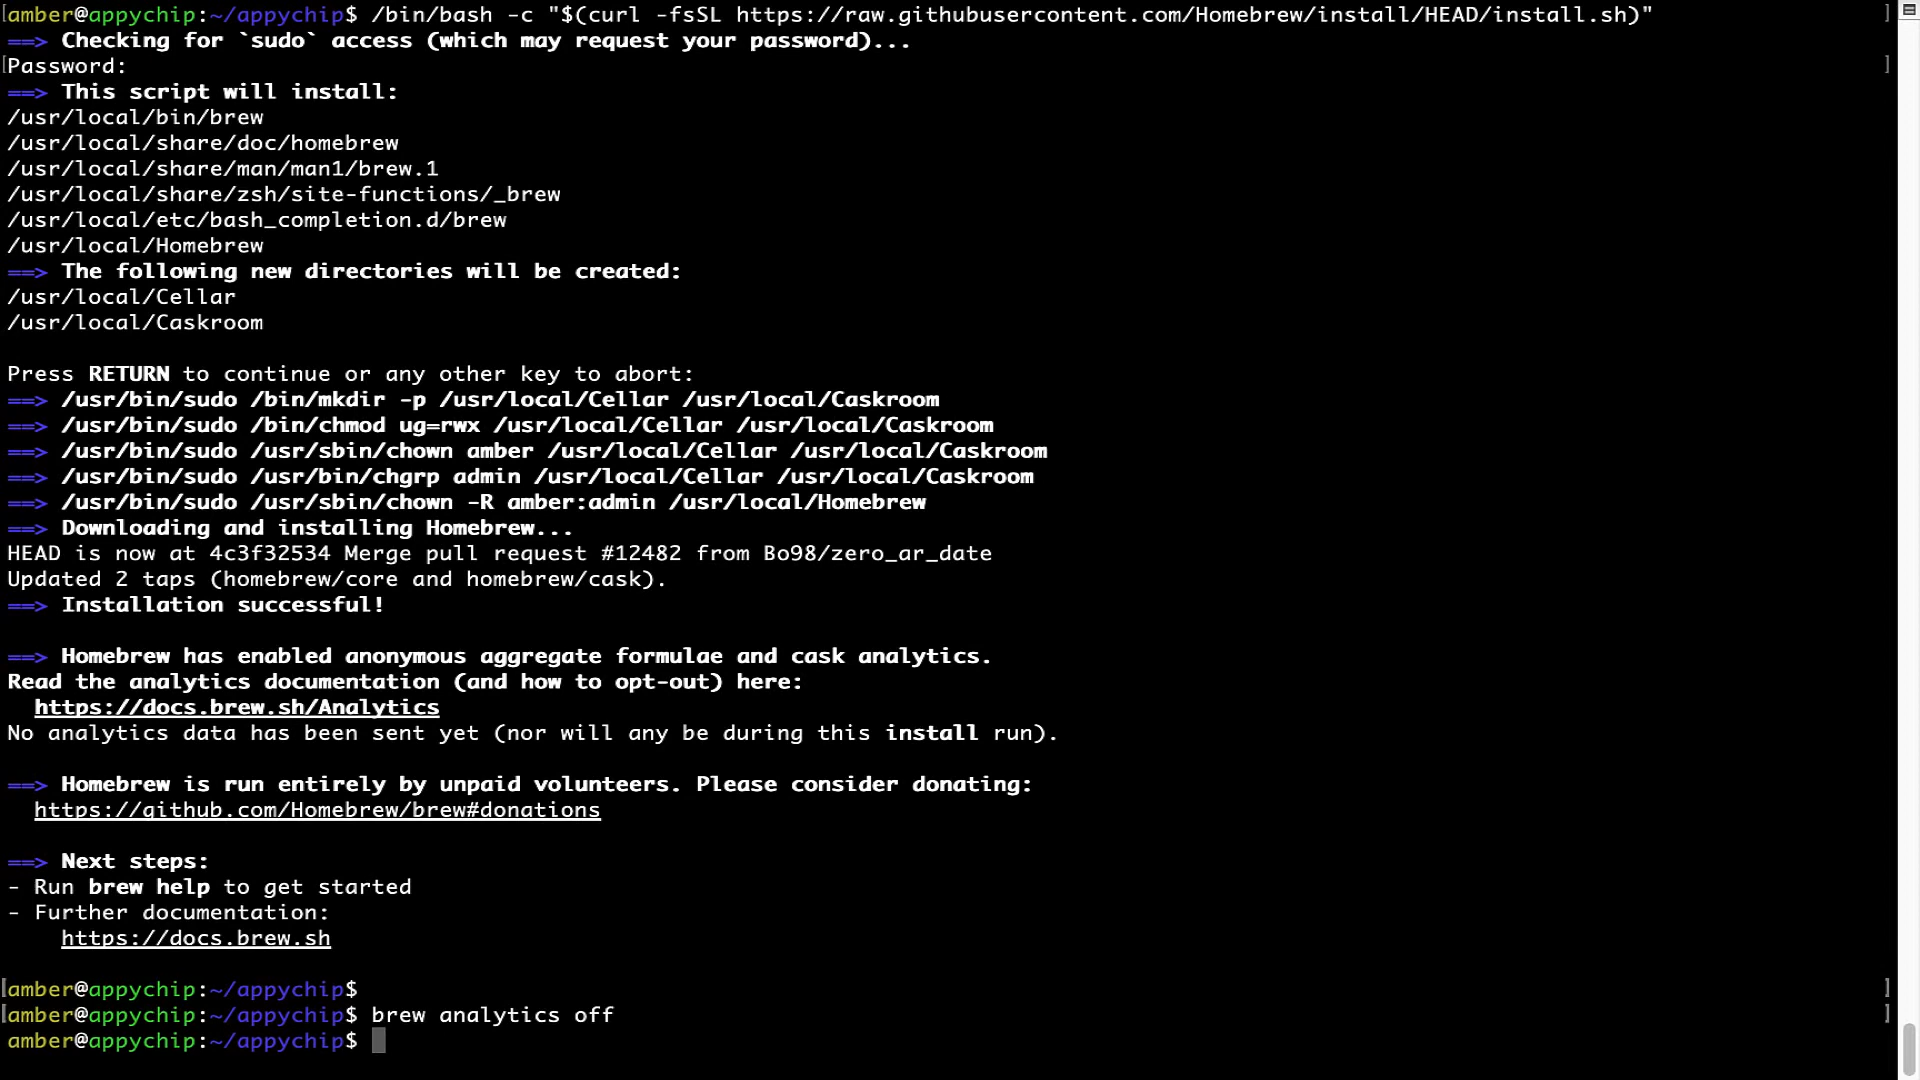 amber@appychip:~/appychip$ /bin/bash -c "$(curl -fsSL https://raw.githubusercontent.com/Homebrew/install/HEAD/install.sh)"
==> Checking for `sudo` access (which may request your password)...
Password:
==> This script will install:
/usr/local/bin/brew
/usr/local/share/doc/homebrew
/usr/local/share/man/man1/brew.1
/usr/local/share/zsh/site-functions/_brew
/usr/local/etc/bash_completion.d/brew
/usr/local/Homebrew
==> The following new directories will be created:
/usr/local/Cellar
/usr/local/Caskroom
Press RETURN to continue or any other key to abort:
==> /usr/bin/sudo /bin/mkdir -p /usr/local/Cellar /usr/local/Caskroom
==> /usr/bin/sudo /bin/chmod ug=rwx /usr/local/Cellar /usr/local/Caskroom
==> /usr/bin/sudo /usr/sbin/chown amber /usr/local/Cellar /usr/local/Caskroom
==> /usr/bin/sudo /usr/bin/chgrp admin /usr/local/Cellar /usr/local/Caskroom
==> /usr/bin/sudo /usr/sbin/chown -R amber:admin /usr/local/Homebrew
==> Downloading and installing Homebrew...
HEAD is now at 4c3f32534 Merge pull request #12482 from Bo98/zero_ar_date
Updated 2 taps (homebrew/core and homebrew/cask).
==> Installation successful!
==> Homebrew has enabled anonymous aggregate formulae and cask analytics.
Read the analytics documentation (and how to opt-out) here:
https://docs.brew.sh/Analytics
No analytics data has been sent yet (nor will any be during this install run).
==> Homebrew is run entirely by unpaid volunteers. Please consider donating:
https://github.com/Homebrew/brew#donations
==> Next steps:
- Run brew help to get started
- Further documentation:
https://docs.brew.sh
amber@appychip:~/appychip$
amber@appychip:~/appychip$ brew analytics off
amber@appychip:~/appychip$